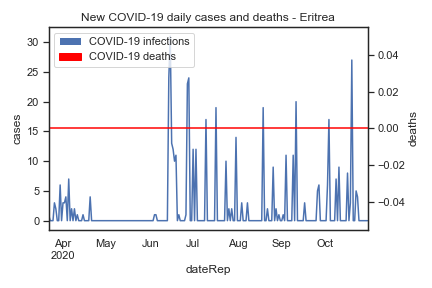 New COVID-19 daily cases and deaths - Eritrea
COVID-19 infections
COVID-19 deaths
30
25
20
15
10
5
0
cases
0.04
0.02
0.00
−0.02
−0.04
deaths
Apr May Jun Jul Aug Sep Oct
2020
dateRep